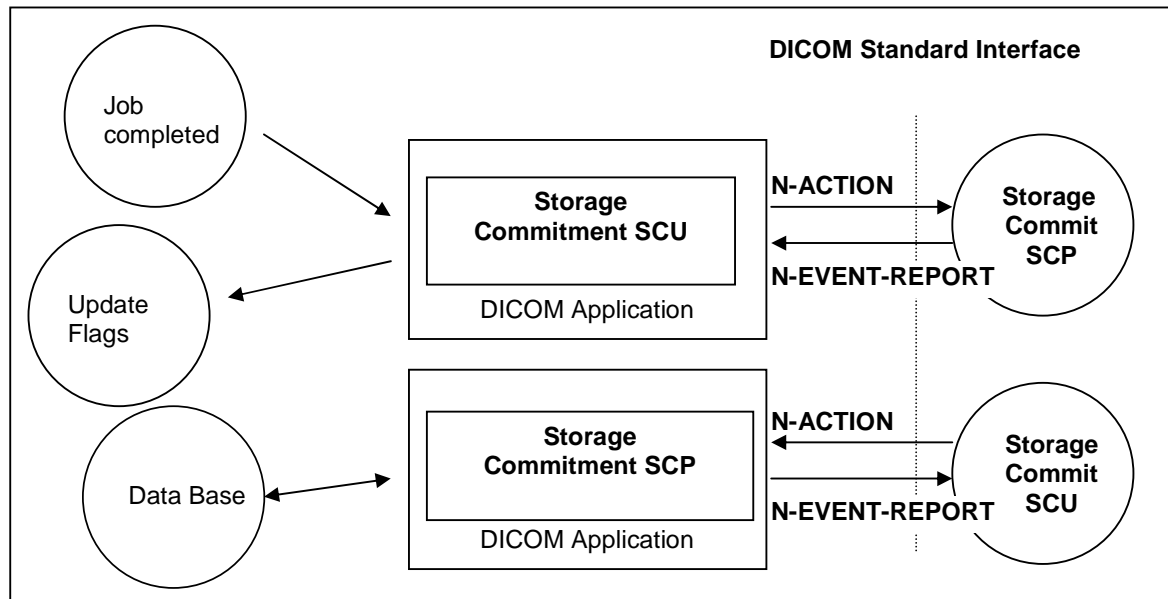 DICOM Standard Interface
Job
completed
Storage
Commitment SCU
DICOM Application
N-ACTION
N-EVENT-REPORT
Storage
Commit
SCP
Update
Flags
Data Base
Storage
Commitment SCP
DICOM Application
N-ACTION
N-EVENT-REPORT
Storage
Commit
SCU